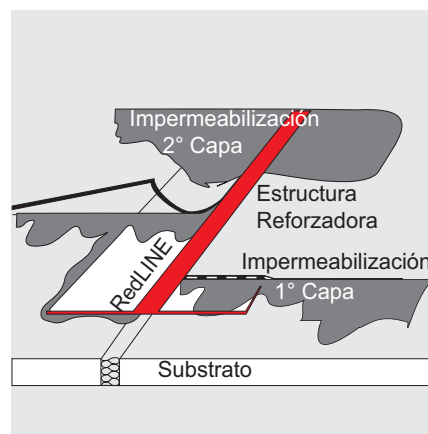 Impermeabilización
2° Capa
Estructura
Reforzadora
RedLINE
Impermeabilización
1° Capa
Substrato